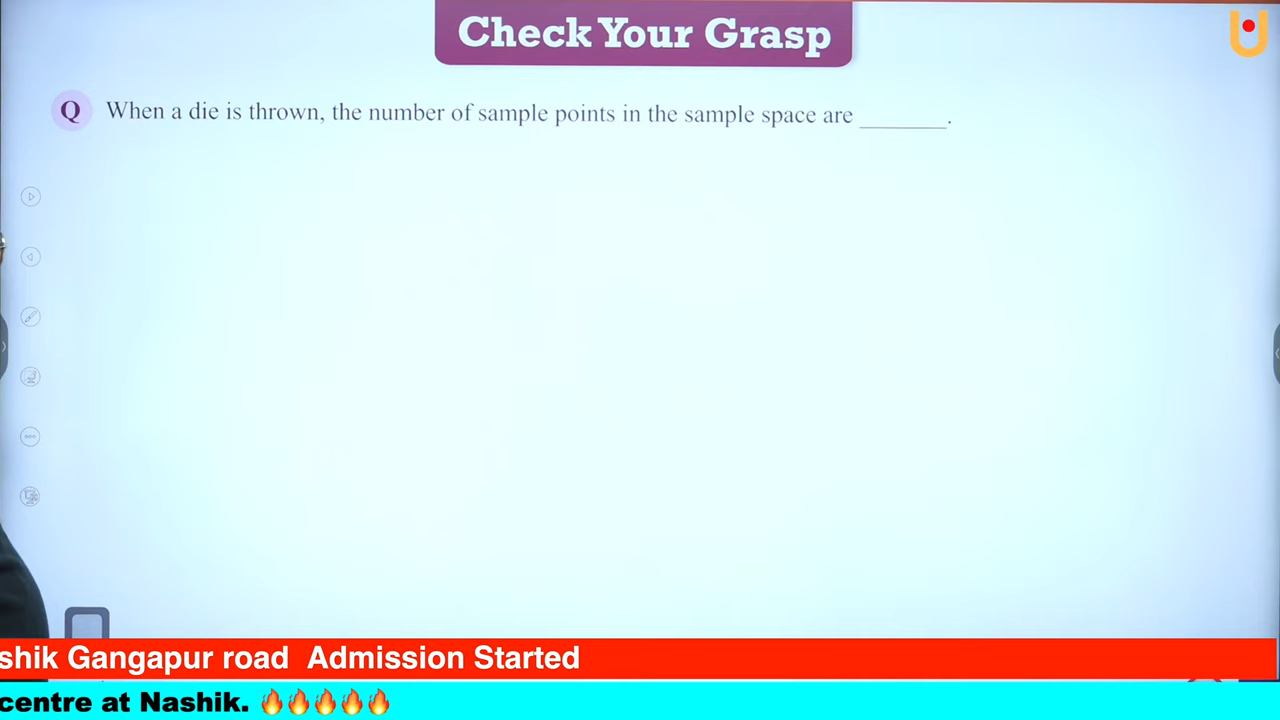 Check Your Grasp
Q When a die is thrown, the number of sample points in the sample space are ________.
shik Gangapur road Admission Started
centre at Nashik. 🔥🔥🔥🔥🔥